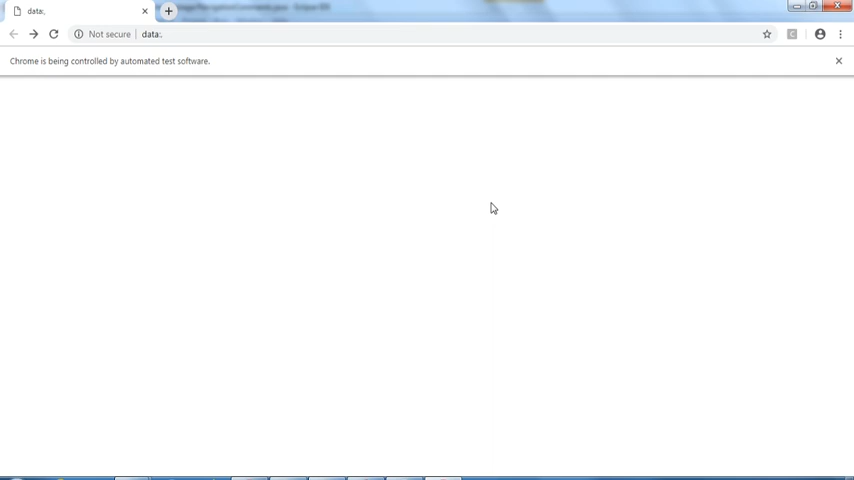 data:,
Not secure
data:,
Chrome is being controlled by automated test software.